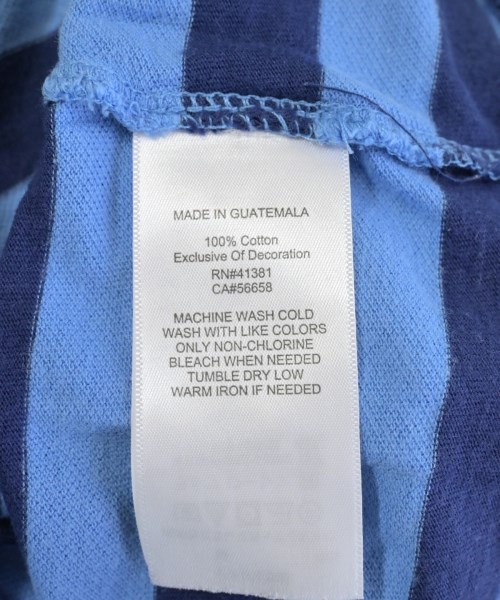 MADE IN GUATEMALA
100% Cotton
Exclusive Of Decoration
RN#41381
CA#56658
MACHINE WASH COLD
WASH WITH LIKE COLORS
ONLY NON-CHLORINE
BLEACH WHEN NEEDED
TUMBLE DRY LOW
WARM IRON IF NEEDED